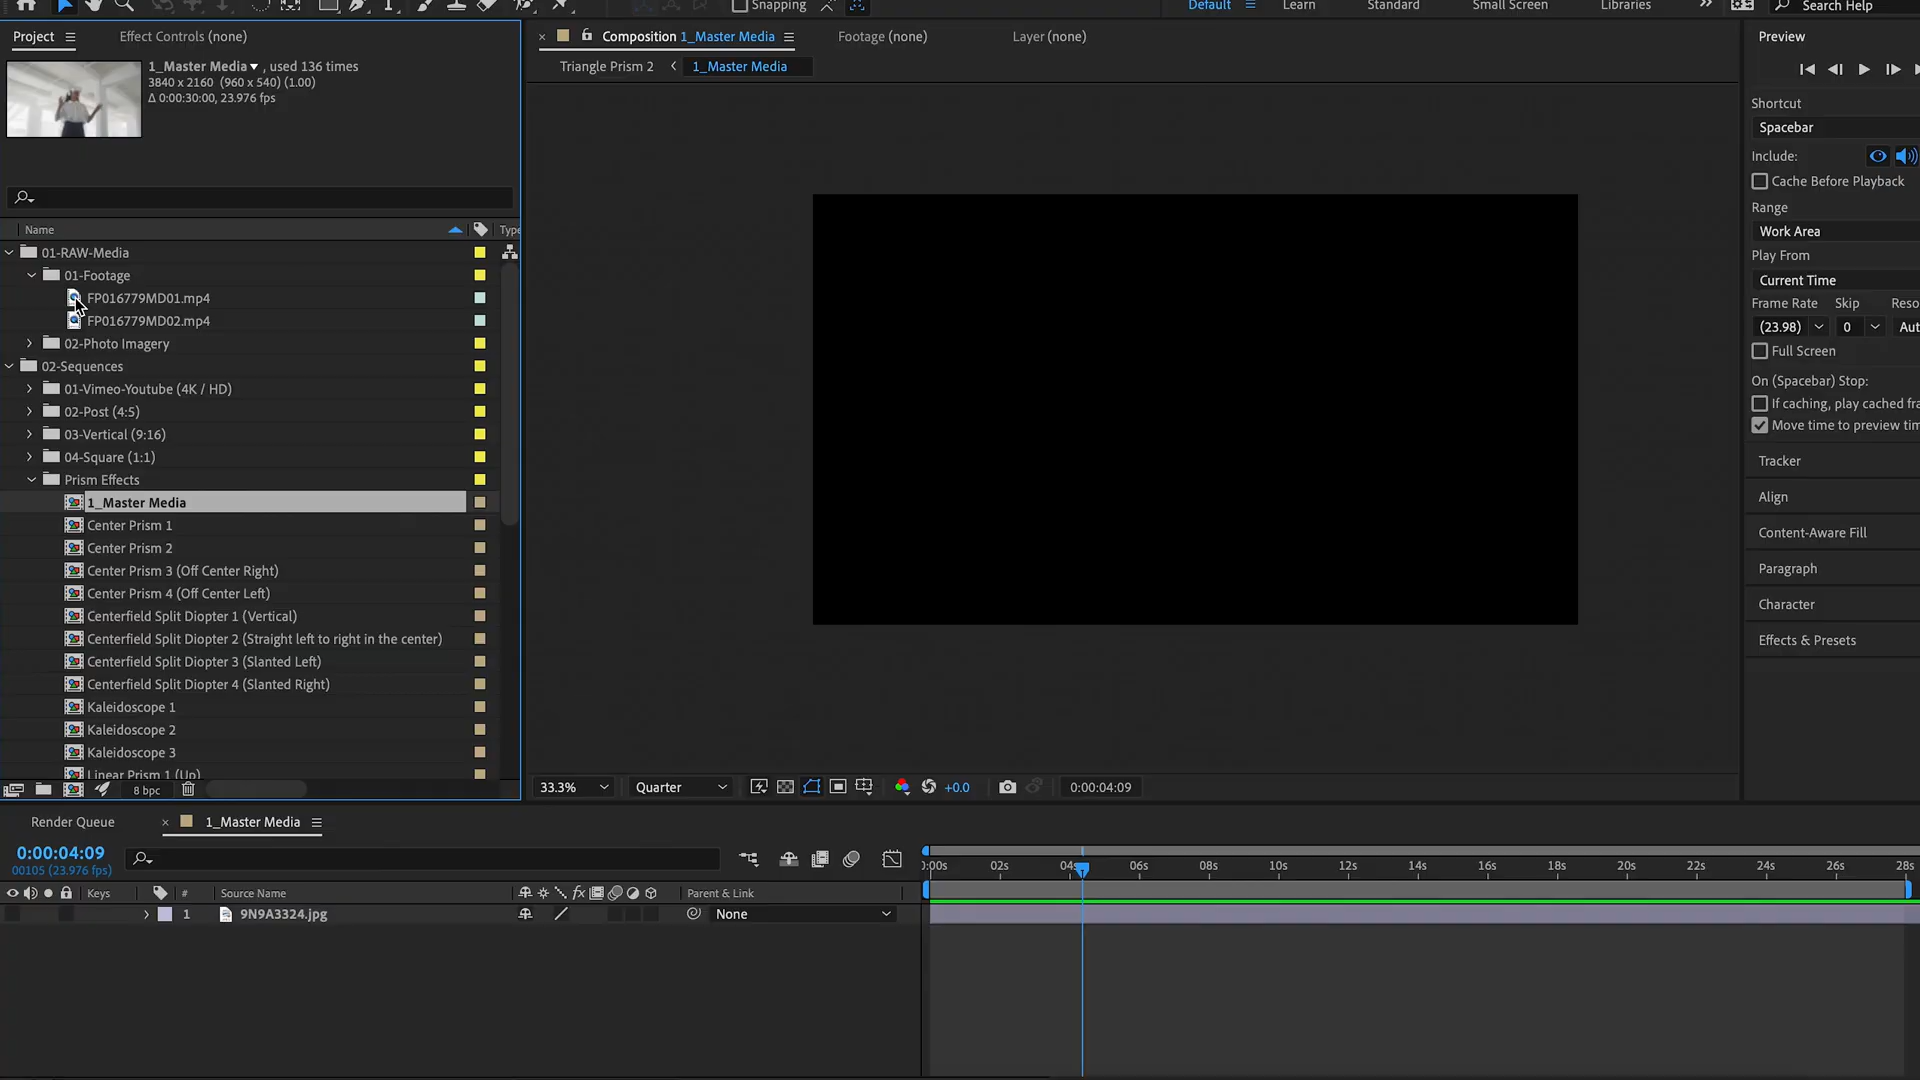 Snapping
Default
Learn
Standard
Small Screen
Libraries
Search Help
Project
Effect Controls (none)
Composition 1_Master Media
Footage (none)
Layer (none)
Preview
1_Master Media , used 136 times
3840 x 2160 (960 x 540) (1.00)
Δ 0:00:30:00, 23.976 fps
Triangle Prism 2
1_Master Media
Shortcut
Spacebar
Include:
Cache Before Playback
Range
Work Area
Play From
Current Time
Frame Rate Skip Reso
(23.98) 0 Aut
Full Screen
On (Spacebar) Stop:
If caching, play cached fra
Move time to preview tim
Tracker
Align
Content-Aware Fill
Paragraph
Character
Effects & Presets
Name Type
01-RAW-Media
01-Footage
FP016779MD01.mp4
FP016779MD02.mp4
02-Photo Imagery
02-Sequences
01-Vimeo-Youtube (4K / HD)
02-Post (4:5)
03-Vertical (9:16)
04-Square (1:1)
Prism Effects
1_Master Media
Center Prism 1
Center Prism 2
Center Prism 3 (Off Center Right)
Center Prism 4 (Off Center Left)
Centerfield Split Diopter 1 (Vertical)
Centerfield Split Diopter 2 (Straight left to right in the center)
Centerfield Split Diopter 3 (Slanted Left)
Centerfield Split Diopter 4 (Slanted Right)
Kaleidoscope 1
Kaleidoscope 2
Kaleidoscope 3
Linear Prism 1 (Up)
8 bpc
33.3% Quarter +0.0 0:00:04:09
Render Queue
1_Master Media
0:00:04:09
00105 (23.976 fps)
:00s 02s 04s 06s 08s 10s 12s 14s 16s 18s 20s 22s 24s 26s 28s
Keys # Source Name fx Parent & Link
1 9N9A3324.jpg None